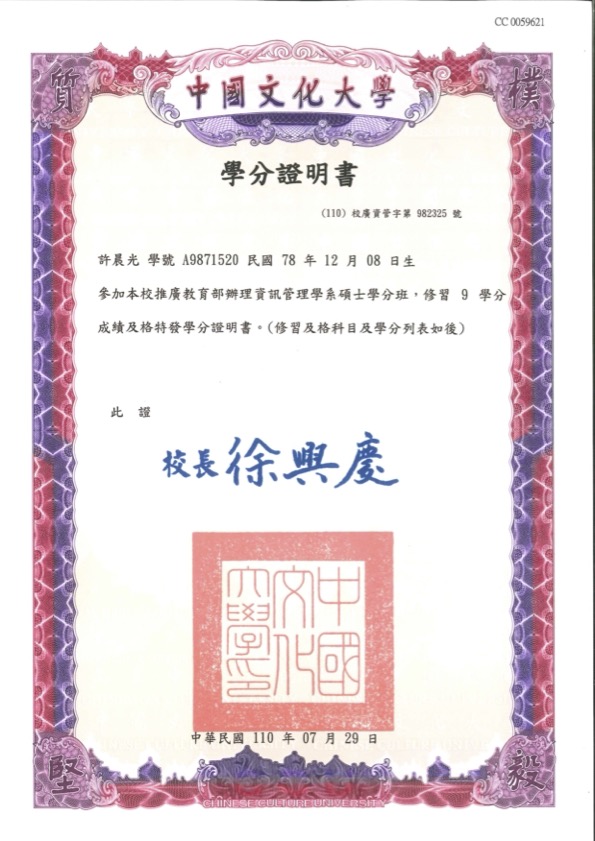 CC 0059621
質
樸
中國文化大學
學分證明書
(110) 校廣資管字第 982325 號
許晨光 學號 A9871520 民國 78 年 12 月 08 日生
參加本校推廣教育部辦理資訊管理學系碩士學分班，修習 9 學分
成績及格特發學分證明書。(修習及格科目及學分列表如後)
此 證
校長 徐興慶
中國
文化
大學印
中華民國 110 年 07 月 29 日
堅
毅
CHINESE CULTURE UNIVERSITY